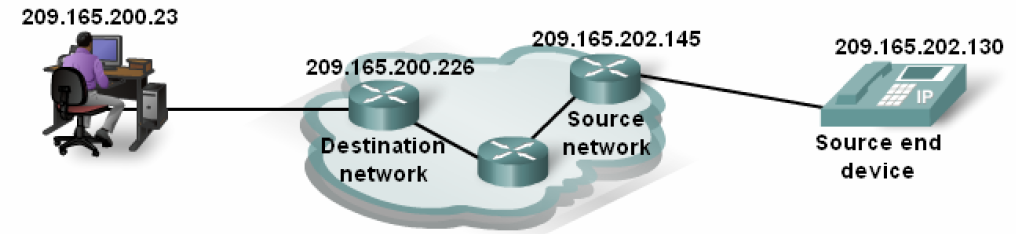 209.165.200.23
209.165.200.226
209.165.202.145
209.165.202.130
Destination
network
Source
network
IP
Source end
device